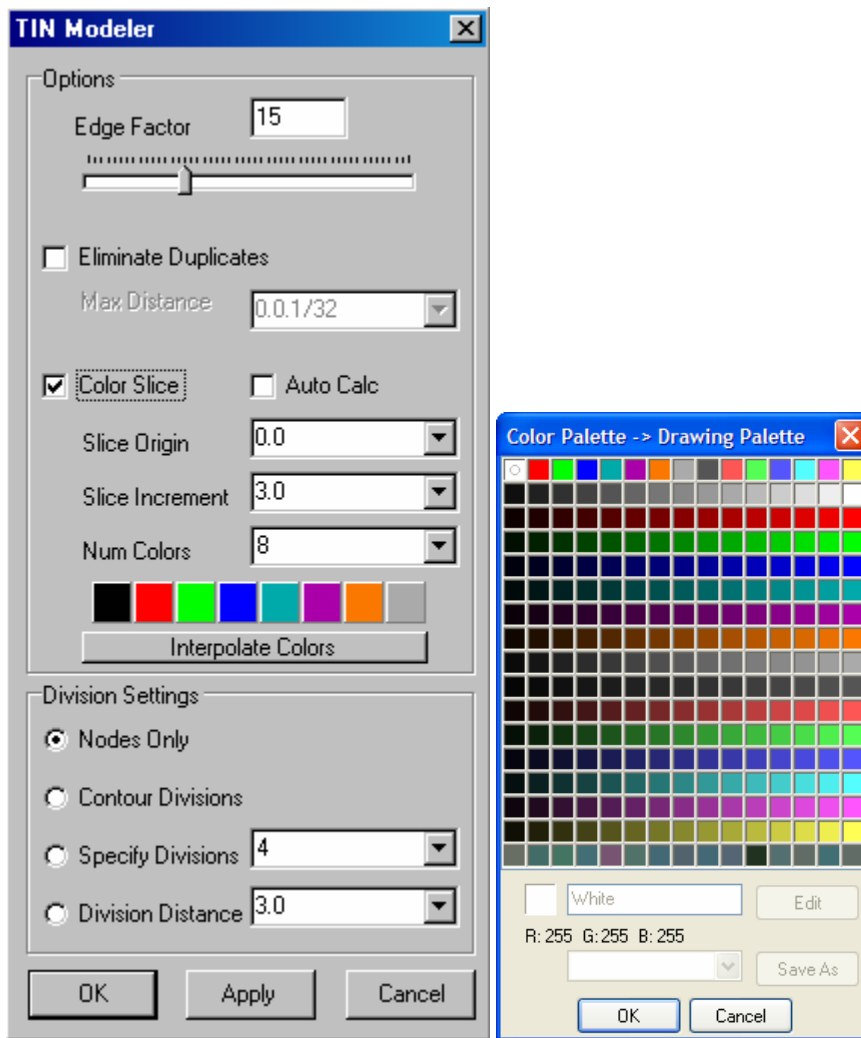 TIN Modeler
Options
Edge Factor 15
Eliminate Duplicates
Max Distance 0.0.1/32
Color Slice Auto Calc
Slice Origin 0.0
Slice Increment 3.0
Num Colors 8
Interpolate Colors
Division Settings
Nodes Only
Contour Divisions
Specify Divisions 4
Division Distance 3.0
OK Apply Cancel
Color Palette -> Drawing Palette
White Edit
R: 255 G: 255 B: 255
Save As
OK Cancel